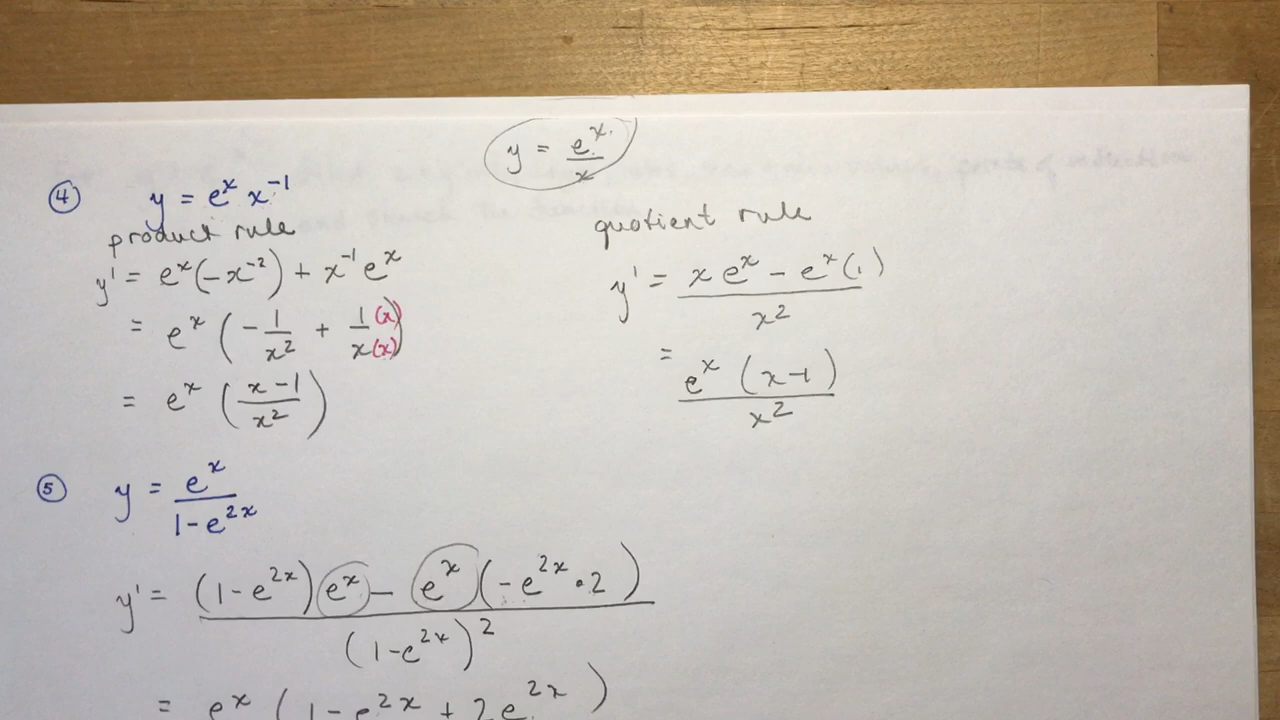 y = e^x/x
④ y = e^x x^-1
product rule
y' = e^x(-x^-2) + x^-1 e^x
= e^x (-1/x^2 + 1(x)/x(x))
= e^x ((x-1)/x^2)
quotient rule
y' = (x e^x - e^x(1))/x^2
= e^x (x-1)/x^2
⑤ y = e^x/(1-e^2x)
y' = ((1-e^2x) e^x - e^x (-e^2x • 2))/(1-e^2x)^2
= e^x (1-e^2x + 2e^2x)